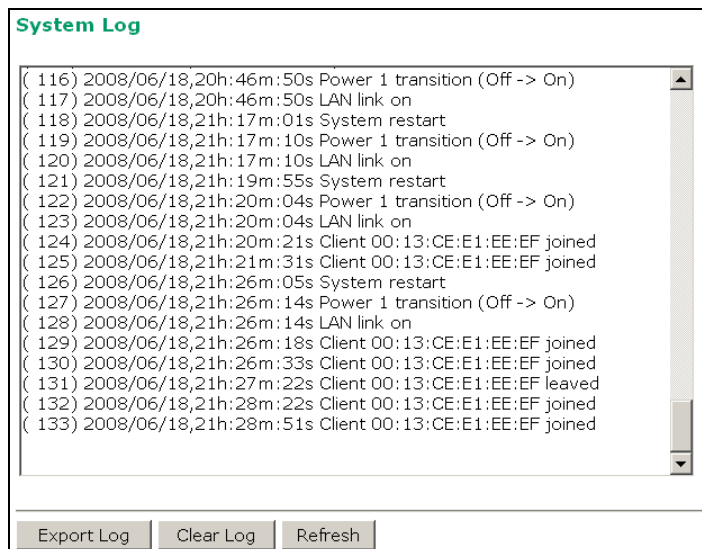 System Log
( 116) 2008/06/18,20h:46m:50s Power 1 transition (Off -> On)
( 117) 2008/06/18,20h:46m:50s LAN link on
( 118) 2008/06/18,21h:17m:01s System restart
( 119) 2008/06/18,21h:17m:10s Power 1 transition (Off -> On)
( 120) 2008/06/18,21h:17m:10s LAN link on
( 121) 2008/06/18,21h:19m:55s System restart
( 122) 2008/06/18,21h:20m:04s Power 1 transition (Off -> On)
( 123) 2008/06/18,21h:20m:04s LAN link on
( 124) 2008/06/18,21h:20m:21s Client 00:13:CE:E1:EE:EF joined
( 125) 2008/06/18,21h:21m:31s Client 00:13:CE:E1:EE:EF joined
( 126) 2008/06/18,21h:26m:05s System restart
( 127) 2008/06/18,21h:26m:14s Power 1 transition (Off -> On)
( 128) 2008/06/18,21h:26m:14s LAN link on
( 129) 2008/06/18,21h:26m:18s Client 00:13:CE:E1:EE:EF joined
( 130) 2008/06/18,21h:26m:33s Client 00:13:CE:E1:EE:EF joined
( 131) 2008/06/18,21h:27m:22s Client 00:13:CE:E1:EE:EF leaved
( 132) 2008/06/18,21h:28m:22s Client 00:13:CE:E1:EE:EF joined
( 133) 2008/06/18,21h:28m:51s Client 00:13:CE:E1:EE:EF joined
Export Log Clear Log Refresh